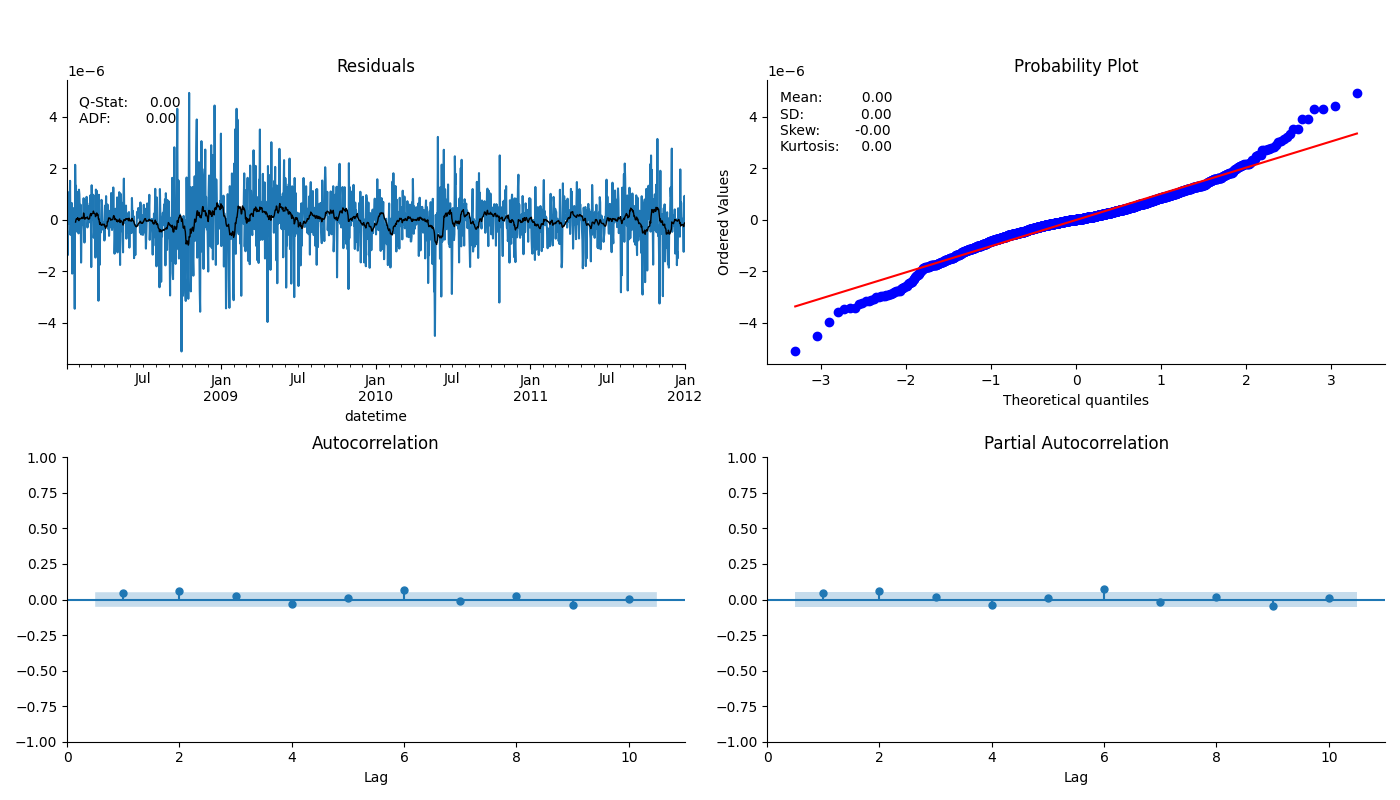 Residuals
1e−6
Q-Stat: 0.00
ADF: 0.00
4
2
0
−2
−4
Jul Jan Jul Jan Jul Jan Jul Jan
2009 2010 2011 2012
datetime
Probability Plot
1e−6
Mean: 0.00
SD: 0.00
Skew: -0.00
Kurtosis: 0.00
Ordered Values
4
2
0
−2
−4
−3 −2 −1 0 1 2 3
Theoretical quantiles
Autocorrelation
1.00
0.75
0.50
0.25
0.00
−0.25
−0.50
−0.75
−1.00
0 2 4 6 8 10
Lag
Partial Autocorrelation
1.00
0.75
0.50
0.25
0.00
−0.25
−0.50
−0.75
−1.00
0 2 4 6 8 10
Lag